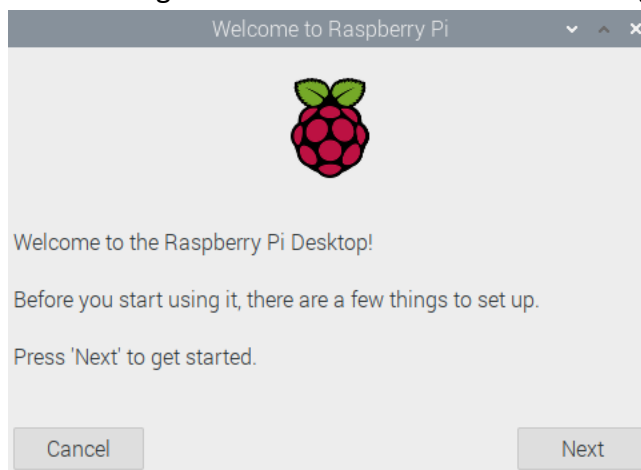 Welcome to Raspberry Pi
Welcome to the Raspberry Pi Desktop!
Before you start using it, there are a few things to set up.
Press 'Next' to get started.
Cancel
Next